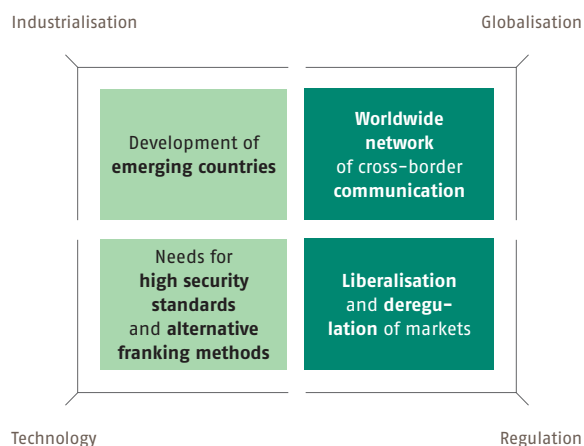 Industrialisation
Globalisation
Development of
emerging countries
Worldwide
network
of cross-border
communication
Needs for
high security
standards
and alternative
franking methods
Liberalisation
and deregu-
lation of markets
Technology
Regulation